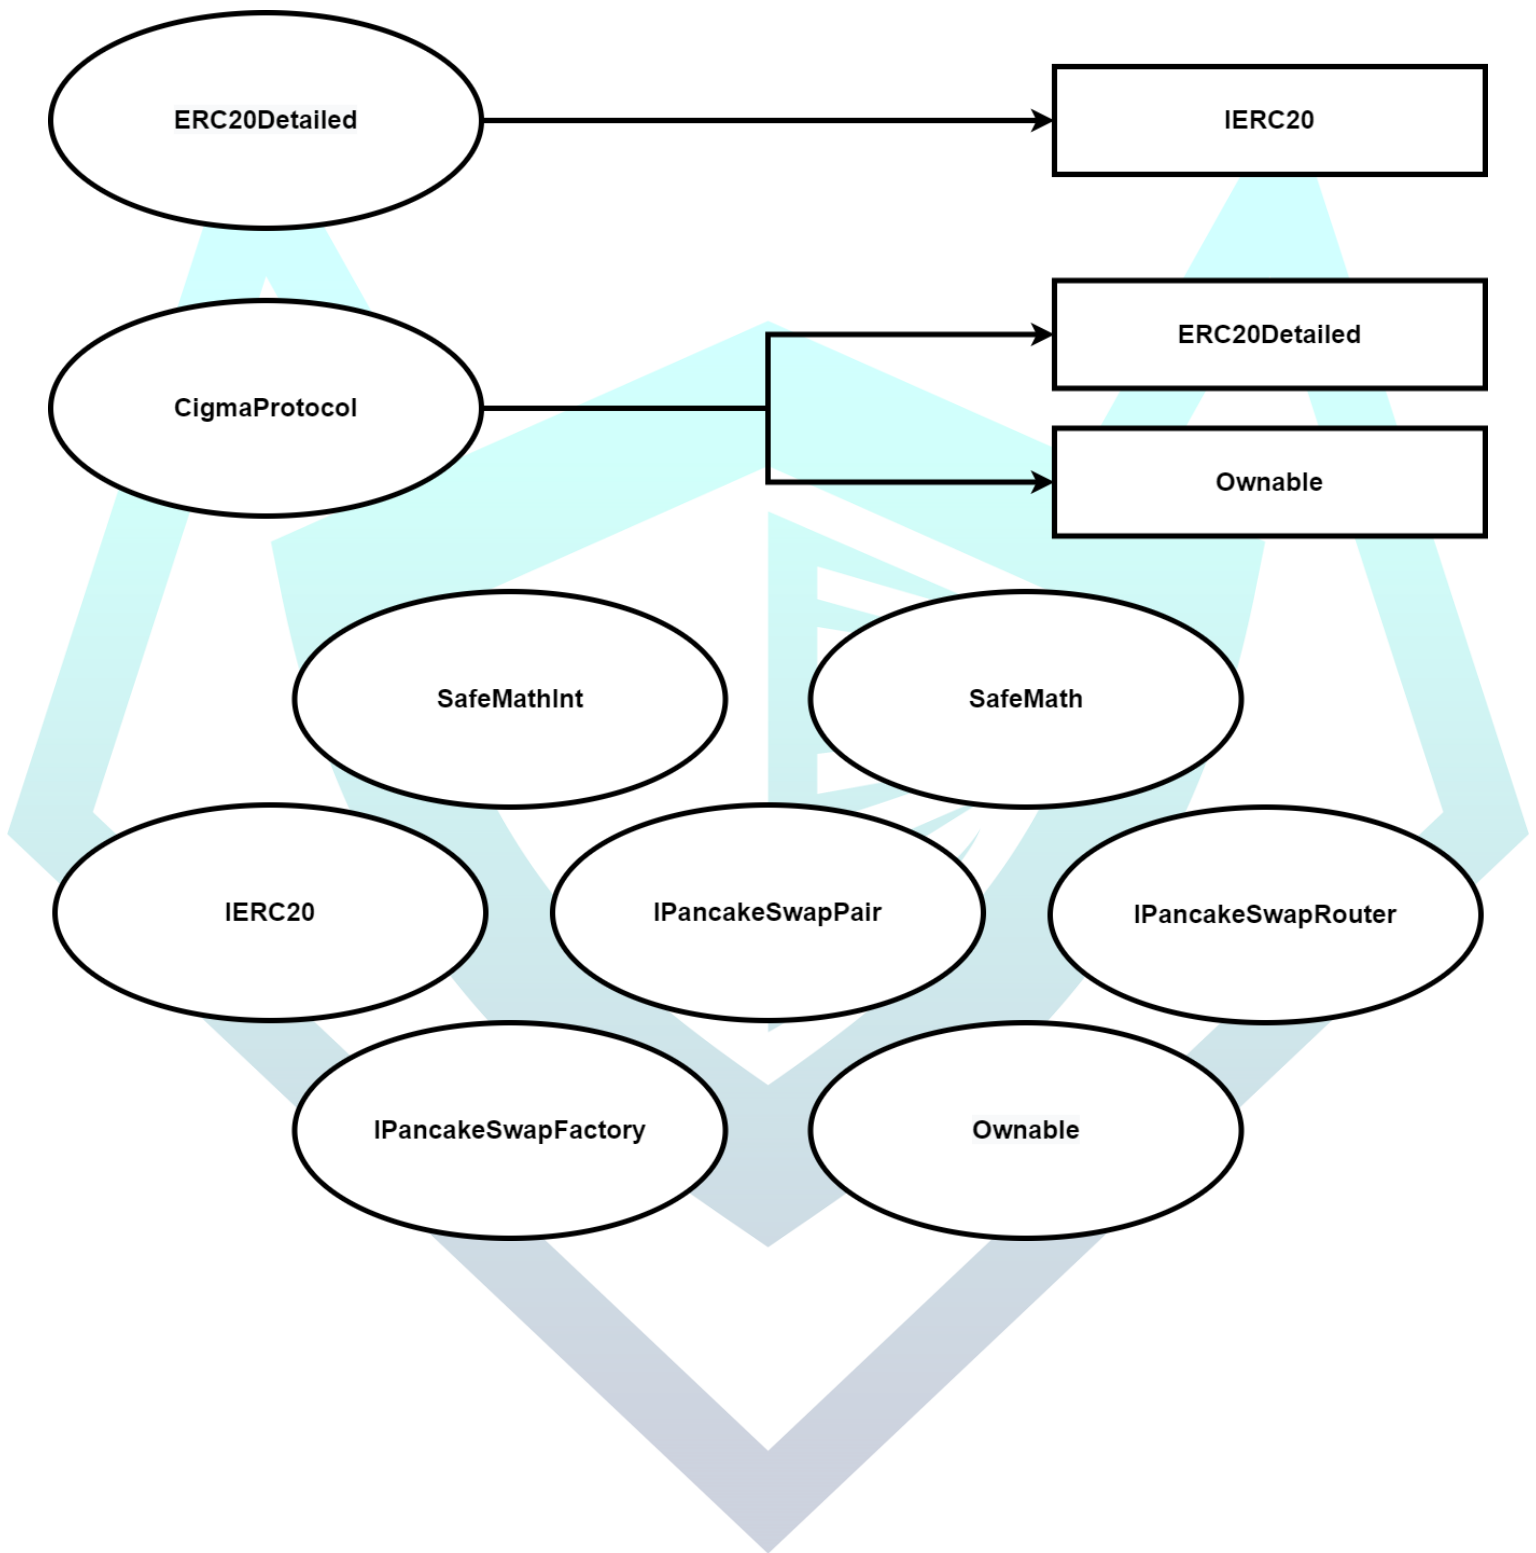 ERC20Detailed
IERC20
CigmaProtocol
ERC20Detailed
Ownable
SafeMathInt
SafeMath
IERC20
IPancakeSwapPair
IPancakeSwapRouter
IPancakeSwapFactory
Ownable